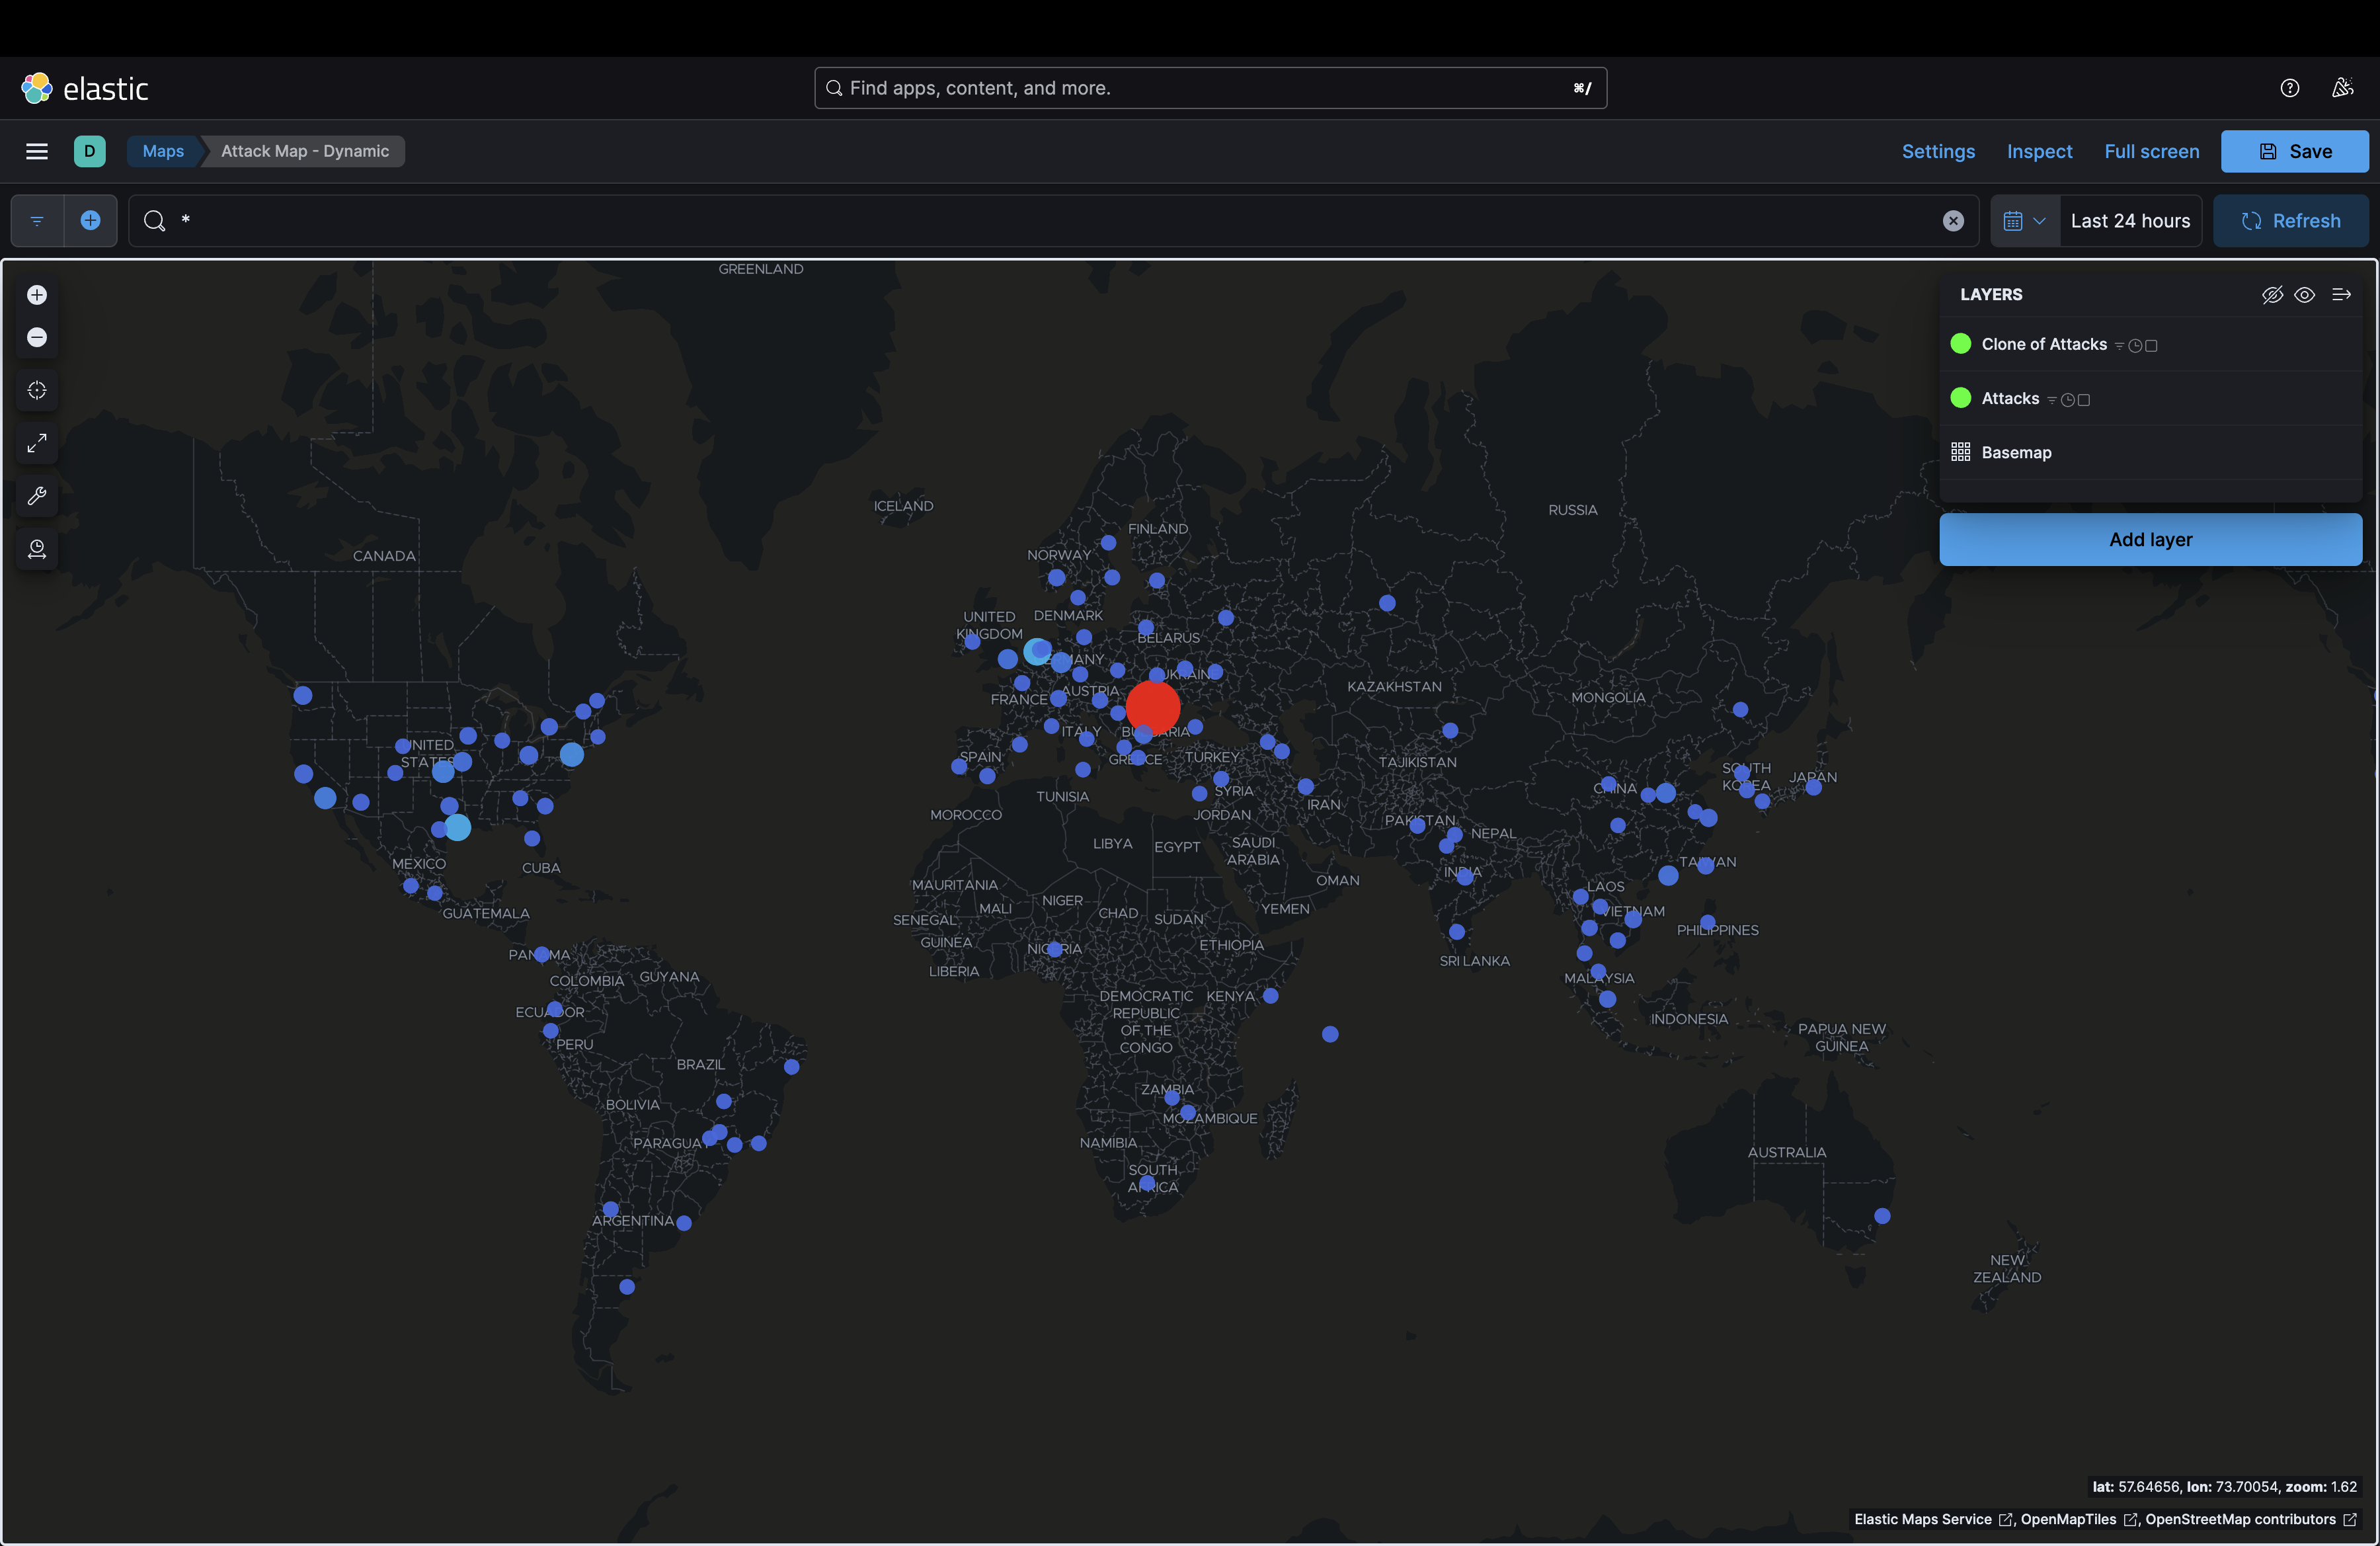 elastic
Find apps, content, and more.
⌘/
D
Maps
Attack Map - Dynamic
Settings
Inspect
Full screen
Save
*
Last 24 hours
Refresh
LAYERS
Clone of Attacks
Attacks
Basemap
Add layer
GREENLAND
ICELAND
RUSSIA
FINLAND
NORWAY
CANADA
UNITED
KINGDOM
DENMARK
BELARUS
GERMANY
UKRAINE
KAZAKHSTAN
MONGOLIA
AUSTRIA
FRANCE
ITALY
BULGARIA
UNITED
STATES
SPAIN
GREECE
TURKEY
TAJIKISTAN
SOUTH
KOREA
JAPAN
CHINA
SYRIA
TUNISIA
IRAN
MOROCCO
JORDAN
PAKISTAN
NEPAL
LIBYA
EGYPT
SAUDI
ARABIA
MEXICO
CUBA
TAIWAN
INDIA
OMAN
MAURITANIA
LAOS
NIGER
MALI
CHAD
SUDAN
YEMEN
GUATEMALA
VIETNAM
SENEGAL
PHILIPPINES
GUINEA
NIGERIA
ETHIOPIA
PANAMA
SRI LANKA
LIBERIA
GUYANA
COLOMBIA
MALAYSIA
DEMOCRATIC
REPUBLIC
OF THE
CONGO
KENYA
ECUADOR
INDONESIA
PAPUA NEW
GUINEA
PERU
BRAZIL
ZAMBIA
BOLIVIA
MOZAMBIQUE
PARAGUAY
NAMIBIA
AUSTRALIA
SOUTH
AFRICA
ARGENTINA
NEW
ZEALAND
lat: 57.64656, lon: 73.70054, zoom: 1.62
Elastic Maps Service, OpenMapTiles, OpenStreetMap contributors